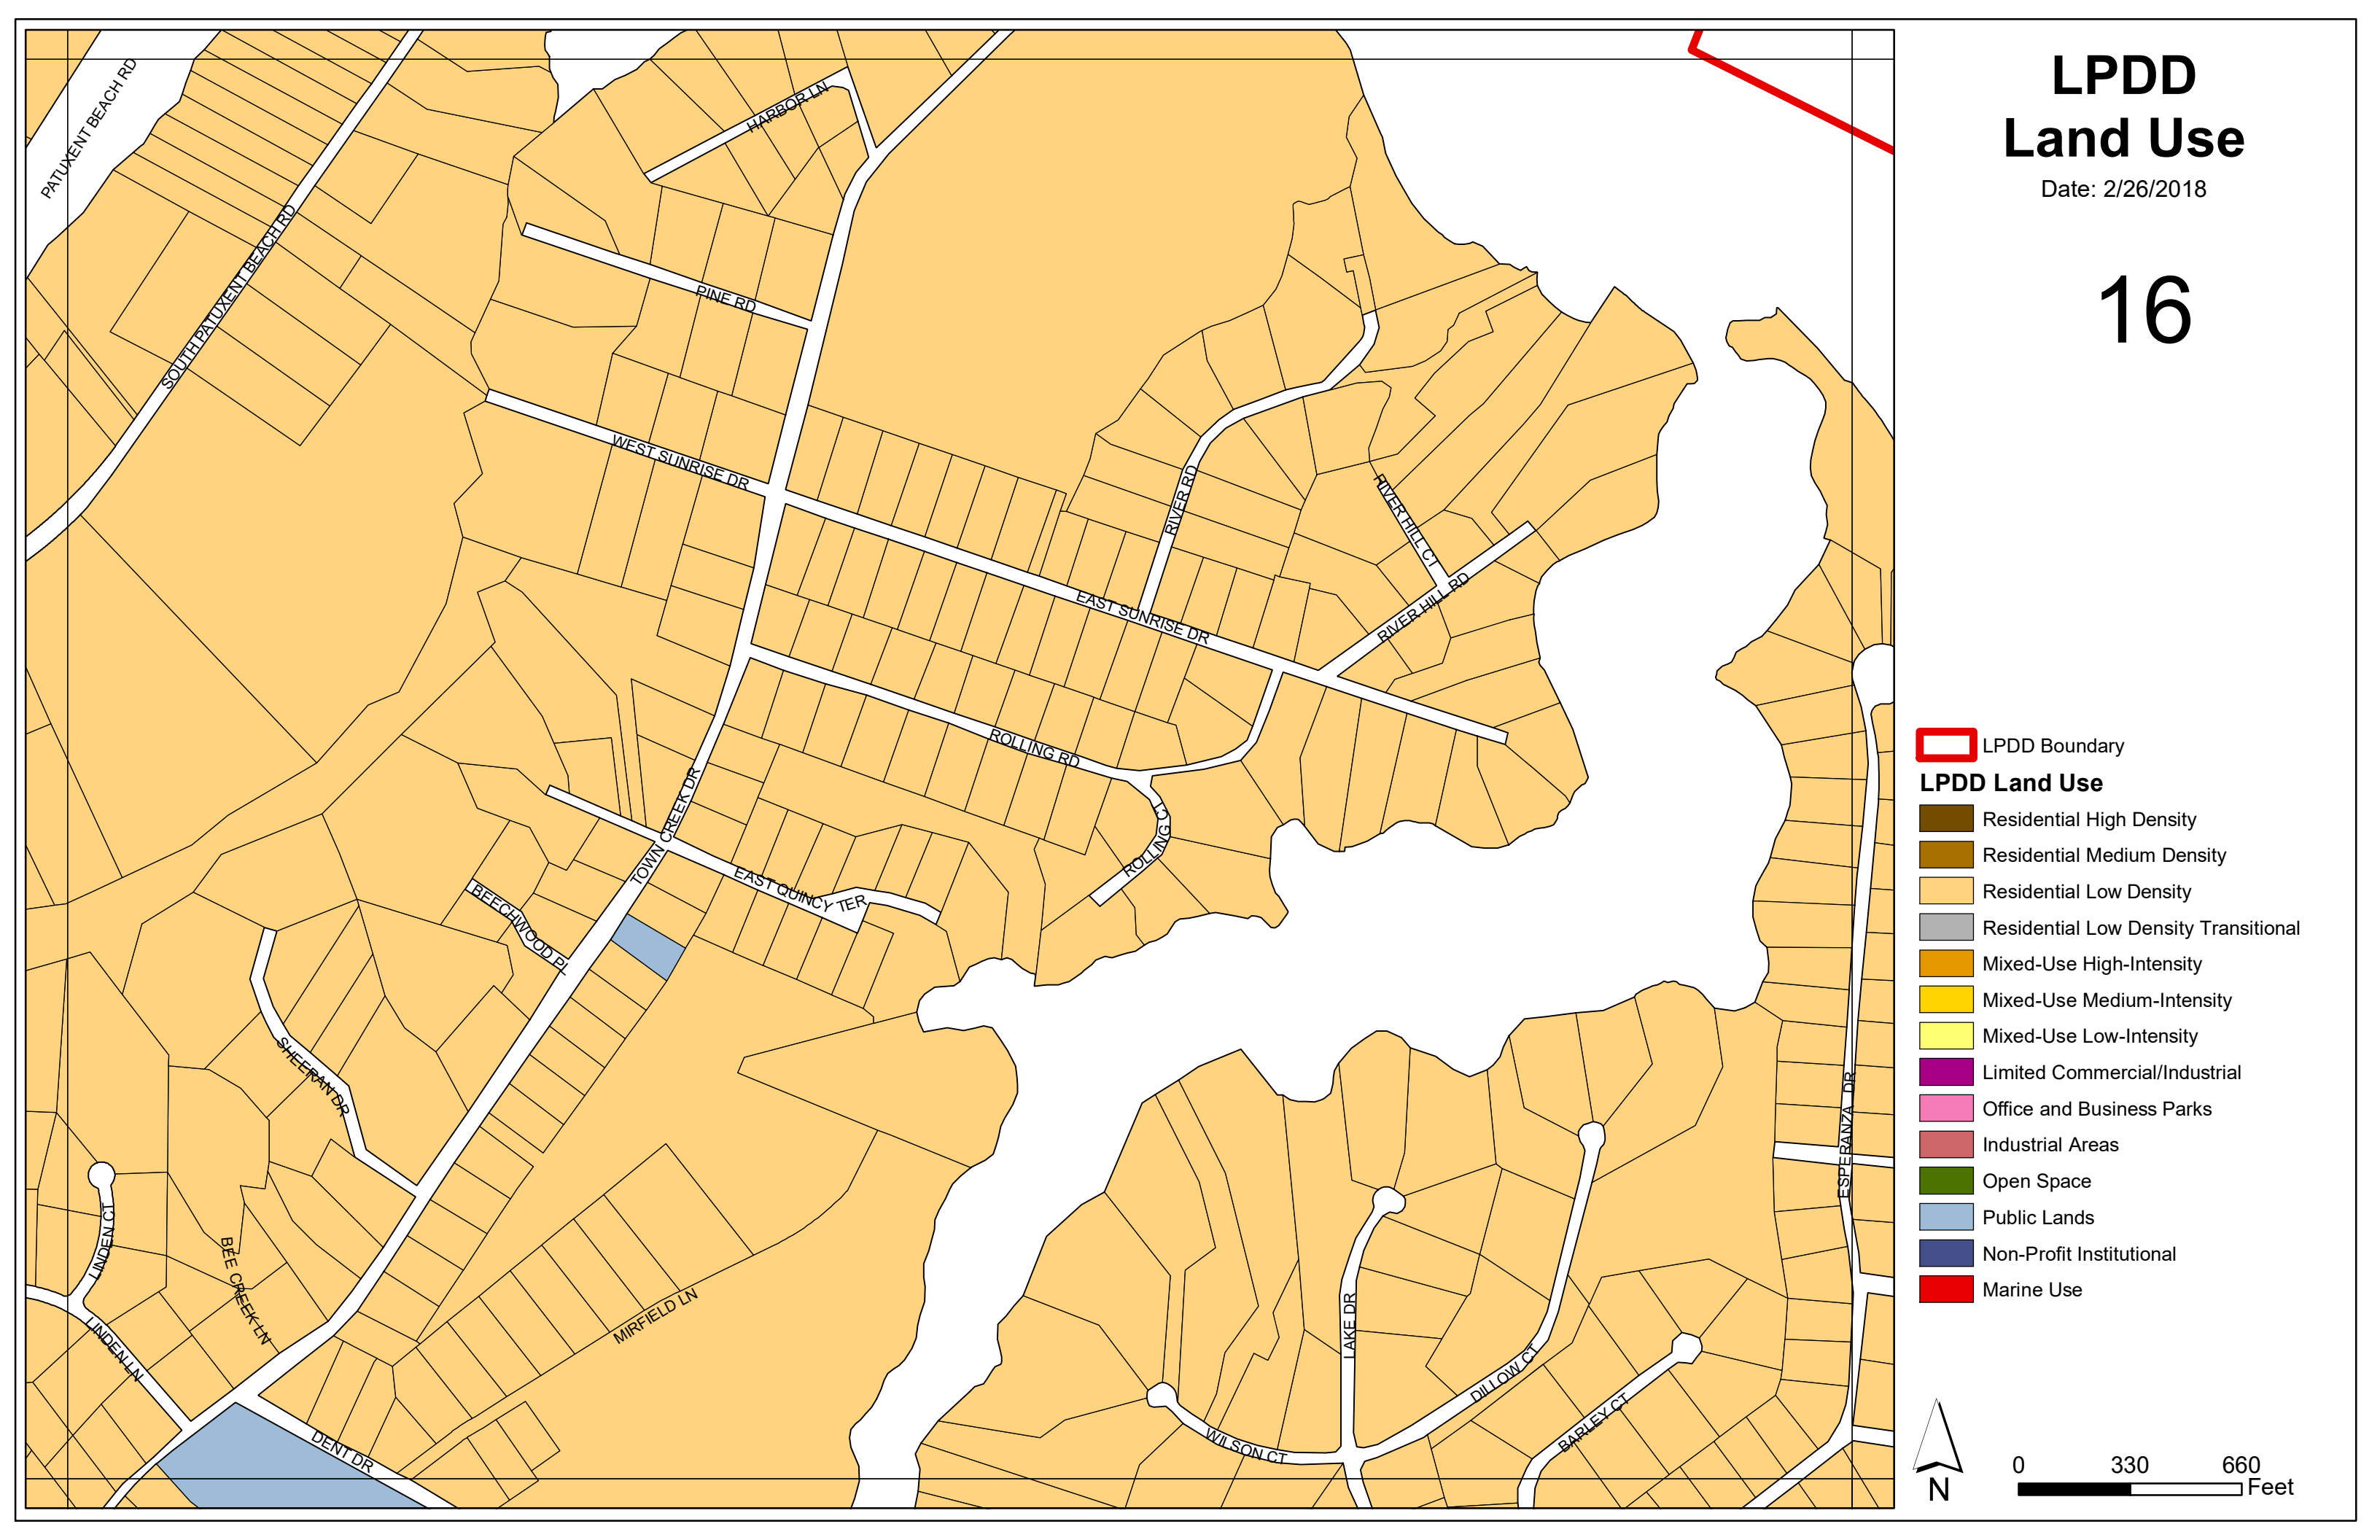 LPDD
Land Use
Date: 2/26/2018
16
PATUXENT BEACH RD
HARBOR LN
SOUTH PATUXENT BEACH RD
PINE RD
WEST SUNRISE DR
RIVER RD
RIVER HILL CT
EAST SUNRISE DR
RIVER HILL RD
ROLLING RD
TOWN CREEK DR
ROLLING CT
EAST QUINCY TER
BEECHWOOD PL
SHEERAN DR
ESPERANZA DR
LINDEN CT
BEE CREEK LN
MIRFIELD LN
LINDEN LN
LAKE DR
DILLOW CT
BARLEY CT
WILSON CT
DENT DR
LPDD Boundary
LPDD Land Use
Residential High Density
Residential Medium Density
Residential Low Density
Residential Low Density Transitional
Mixed-Use High-Intensity
Mixed-Use Medium-Intensity
Mixed-Use Low-Intensity
Limited Commercial/Industrial
Office and Business Parks
Industrial Areas
Open Space
Public Lands
Non-Profit Institutional
Marine Use
N
0 330 660
Feet